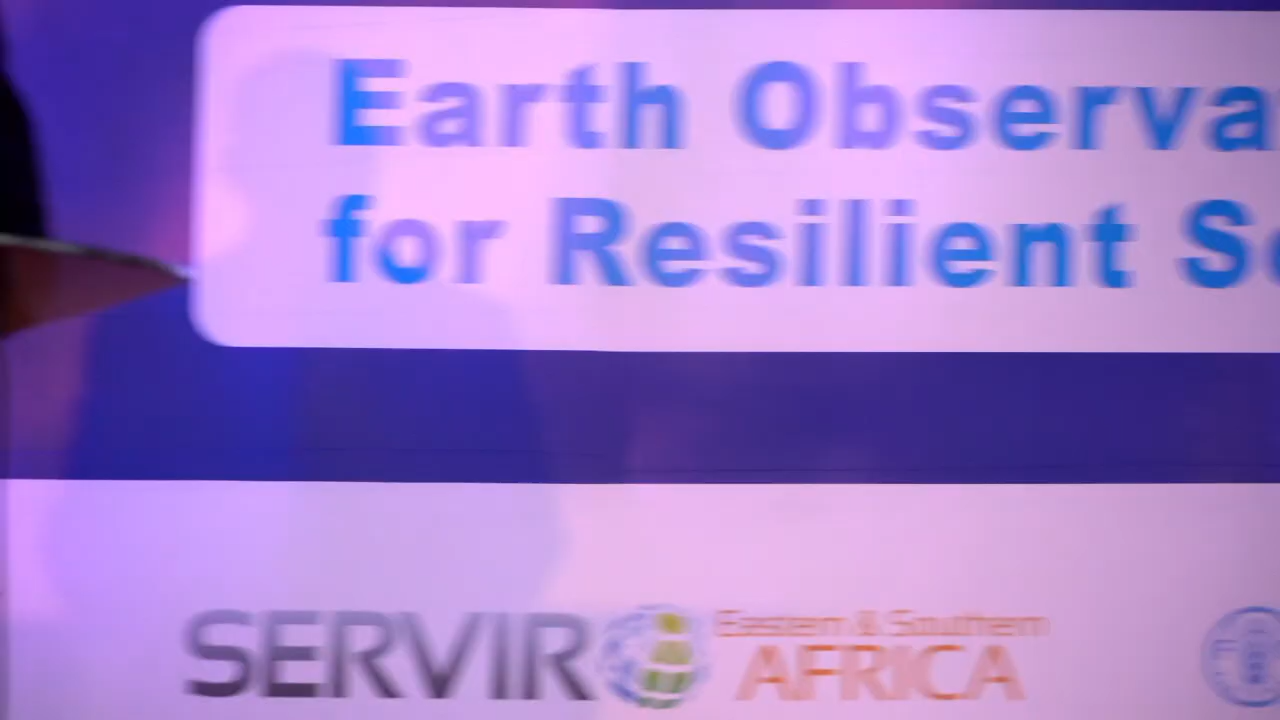 Earth Observa
for Resilient S
SERVIR
Eastern & Southern
AFRICA